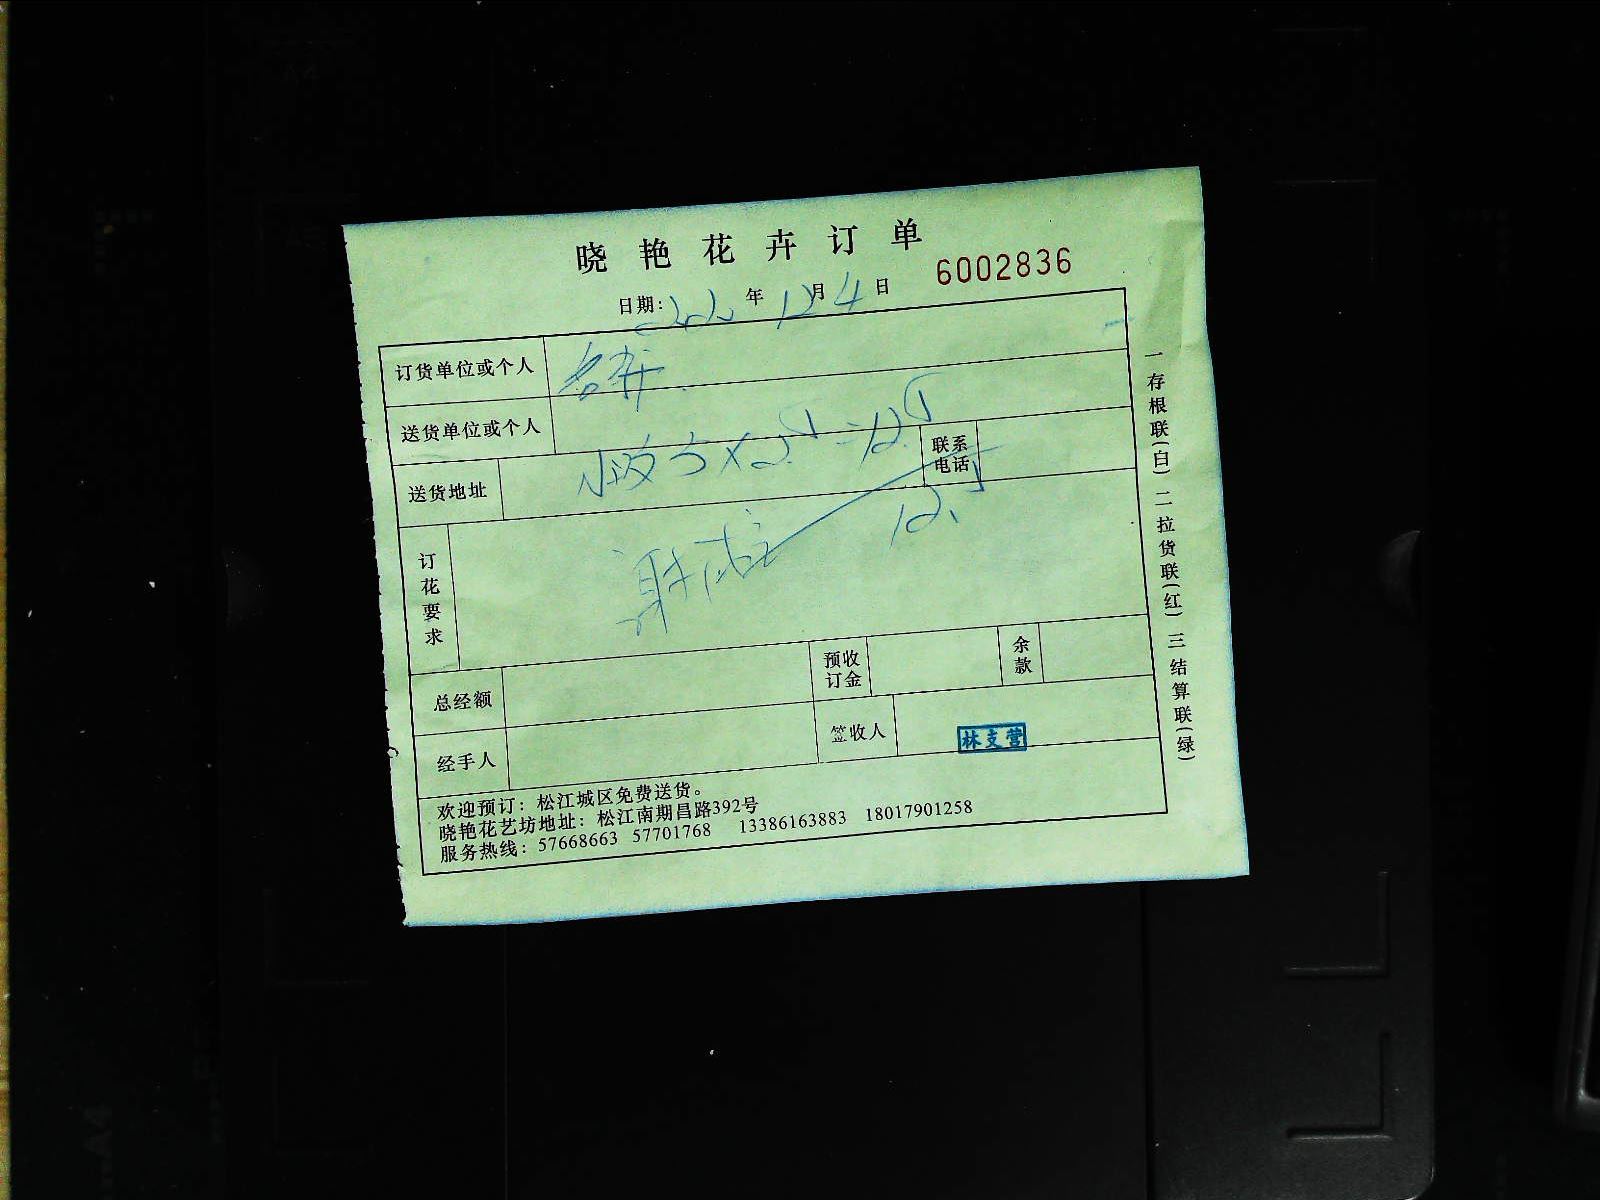 晓艳花卉订单
6002836
日期: 年 12月4日
订货单位或个人
送货单位或个人
送货地址
联系电话
订花要求
总经额
预收订金
余款
经手人
签收人
林支营
欢迎预订：松江城区免费送货。
晓艳花艺坊地址：松江南期昌路392号
服务热线：57668663 57701768 13386163883 18017901258
一存根联(白) 二拉货联(红) 三结算联(绿)